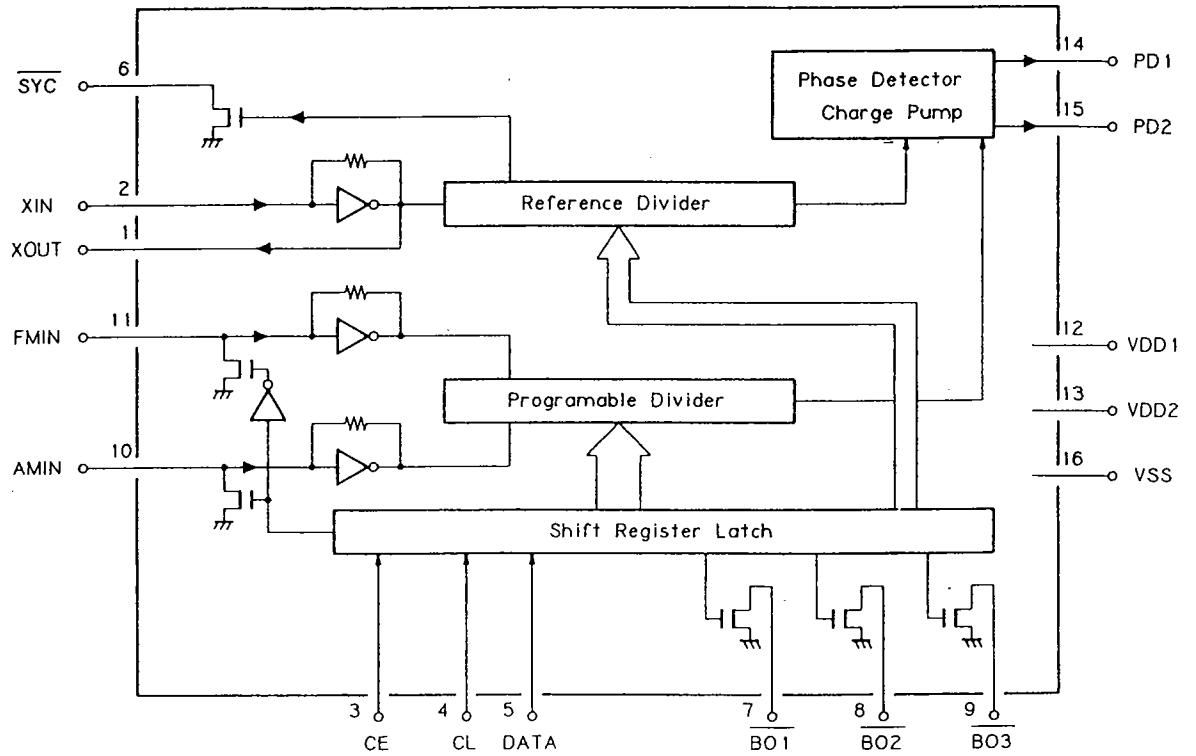 14
PD1
6
SYC
Phase Detector
Charge Pump
15
PD2
2
XIN
Reference Divider
1
XOUT
11
FMIN
12
VDD1
Programable Divider
13
VDD2
10
AMIN
16
VSS
Shift Register Latch
3
4
5
7
8
9
CE
CL
DATA
BO1
BO2
BO3